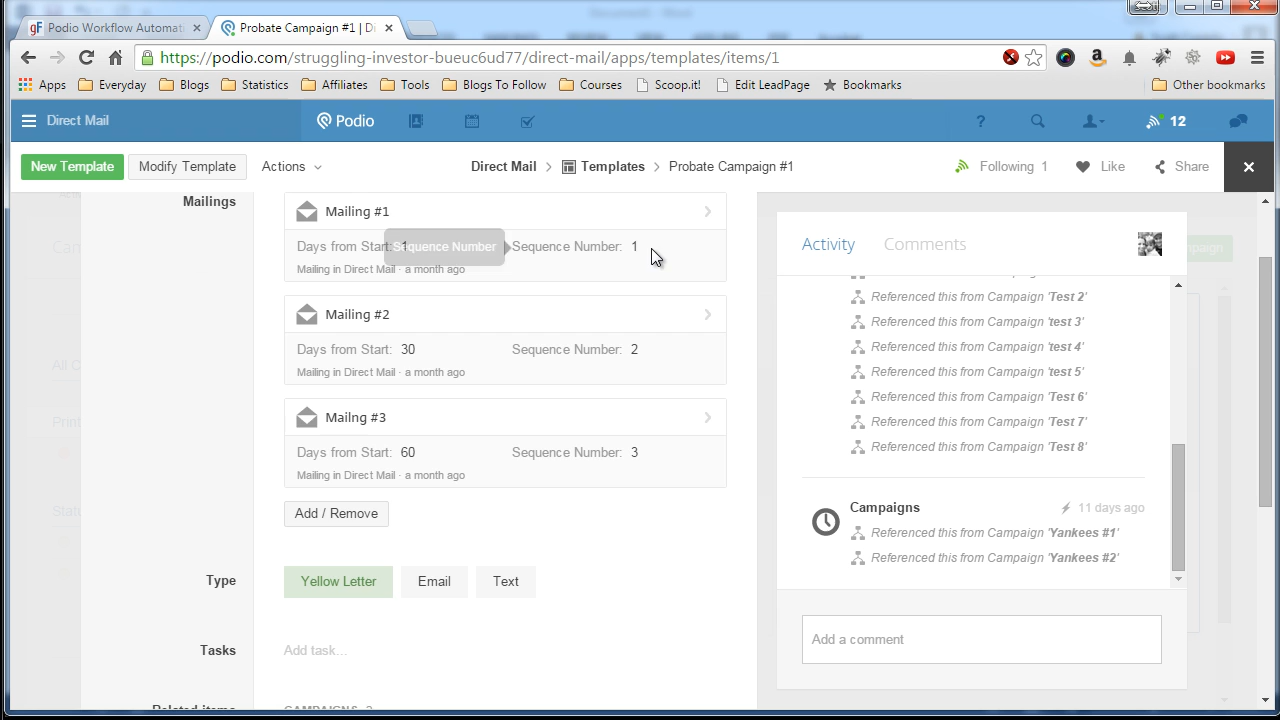 Podio Workflow Automat
Probate Campaign #1 | Di
https://podio.com/struggling-investor-bueuc6ud77/direct-mail/apps/templates/items/1
Apps Everyday Blogs Statistics Affiliates Tools Blogs To Follow Courses Scoop.it! Edit LeadPage Bookmarks Other bookmarks
Direct Mail Podio ? 12
New Template Modify Template Actions Direct Mail > Templates > Probate Campaign #1 Following 1 Like Share
Mailings
Mailing #1
Days from Start: 1 Sequence Number Sequence Number: 1
Mailing in Direct Mail · a month ago
Mailing #2
Days from Start: 30 Sequence Number: 2
Mailing in Direct Mail · a month ago
Mailng #3
Days from Start: 60 Sequence Number: 3
Mailing in Direct Mail · a month ago
Add / Remove
Type Yellow Letter Email Text
Tasks Add task...
Activity Comments
Referenced this from Campaign 'Test 2'
Referenced this from Campaign 'test 3'
Referenced this from Campaign 'test 4'
Referenced this from Campaign 'test 5'
Referenced this from Campaign 'Test 6'
Referenced this from Campaign 'Test 7'
Referenced this from Campaign 'Test 8'
Campaigns 11 days ago
Referenced this from Campaign 'Yankees #1'
Referenced this from Campaign 'Yankees #2'
Add a comment